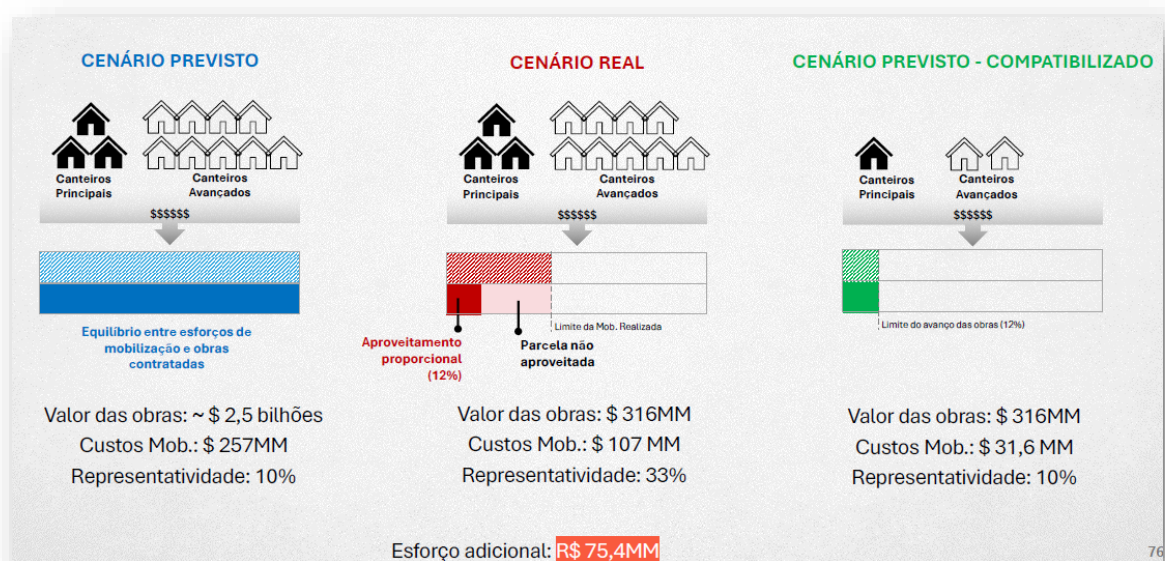 CENÁRIO PREVISTO
Canteiros
Principais
Canteiros
Avançados
$$$$$$
Equilíbrio entre esforços de
mobilização e obras
contratadas
Valor das obras: ~ $ 2,5 bilhões
Custos Mob.: $ 257MM
Representatividade: 10%
CENÁRIO REAL
Canteiros
Principais
Canteiros
Avançados
$$$$$$
Limite da Mob. Realizada
Aproveitamento
proporcional
(12%)
Parcela não
aproveitada
Valor das obras: $ 316MM
Custos Mob.: $ 107 MM
Representatividade: 33%
CENÁRIO PREVISTO - COMPATIBILIZADO
Canteiros
Principais
Canteiros
Avançados
$$$$$$
Limite do avanço das obras (12%)
Valor das obras: $ 316MM
Custos Mob.: $ 31,6 MM
Representatividade: 10%
Esforço adicional: R$ 75,4MM
76